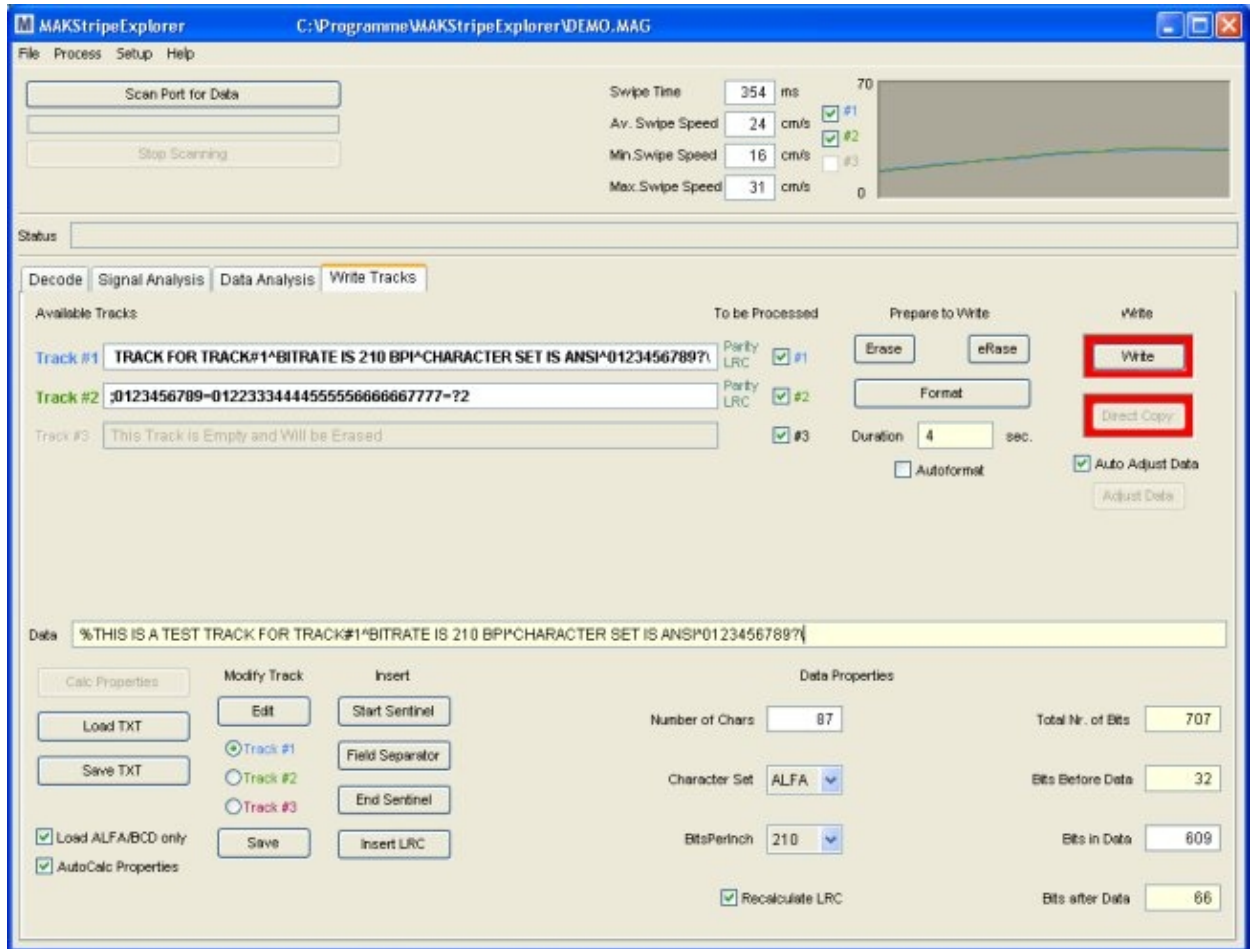 MAKStripeExplorer C:\Programme\MAKStripeExplorer\DEMO.MAG
File Process Setup Help
Scan Port for Data
Stop Scanning
Swipe Time 354 ms
Av. Swipe Speed 24 cm/s
Min.Swipe Speed 16 cm/s
Max.Swipe Speed 31 cm/s
#1
#2
#3
70
0
Status
Decode Signal Analysis Data Analysis Write Tracks
Available Tracks To be Processed Prepare to Write Write
Track #1 TRACK FOR TRACK#1^BITRATE IS 210 BPI^CHARACTER SET IS ANSI^0123456789?\ Parity LRC #1 Erase eRase Write
Track #2 ;0123456789=012233344445555566666667777=?2 Parity LRC #2 Format Direct Copy
Track #3 This Track is Empty and Will be Erased #3 Duration 4 sec.
Autoformat Auto Adjust Data
Adjust Data
Data %THIS IS A TEST TRACK FOR TRACK#1^BITRATE IS 210 BPI^CHARACTER SET IS ANSI^0123456789?\
Calc Properties Modify Track Insert Data Properties
Load TXT Edit Start Sentinel Number of Chars 87 Total Nr. of Bits 707
Save TXT Track #1 Field Separator
Track #2 End Sentinel Character Set ALFA Bits Before Data 32
Track #3
Load ALFA/BCD only Save Insert LRC BitsPerInch 210 Bits in Data 609
AutoCalc Properties
Recalculate LRC Bits after Data 66